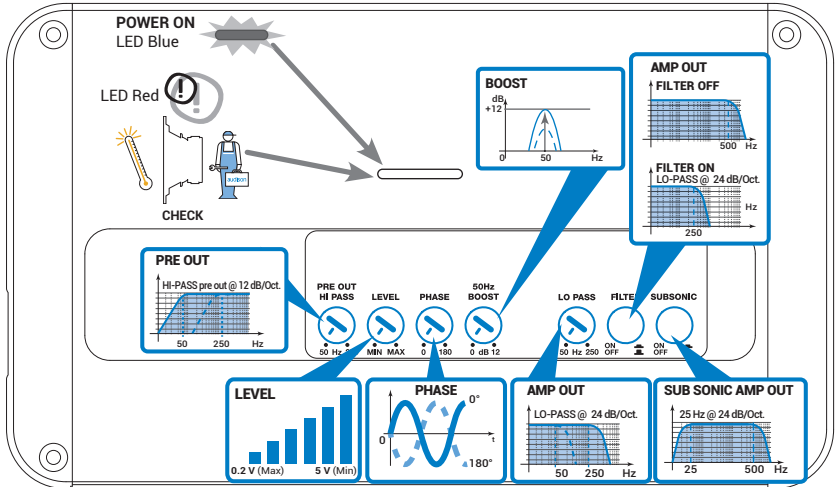 POWER ON
LED Blue
LED Red
!
!
audison
CHECK
BOOST
dB
+12
0
50
Hz
AMP OUT
FILTER OFF
500 Hz
FILTER ON
LO-PASS @ 24 dB/Oct.
Hz
250
PRE OUT
HI-PASS pre out @ 12 dB/Oct.
50 250 Hz
PRE OUT
HI PASS
LEVEL
PHASE
50Hz
BOOST
LO PASS
FILTER
SUBSONIC
50 Hz
MIN MAX
0 180
0 dB 12
50 Hz 250
ON
OFF
ON
OFF
LEVEL
0.2 V (Max) 5 V (Min)
PHASE
0°
0
t
180°
AMP OUT
LO-PASS @ 24 dB/Oct.
50 250 Hz
SUB SONIC AMP OUT
25 Hz @ 24 dB/Oct.
25 500 Hz